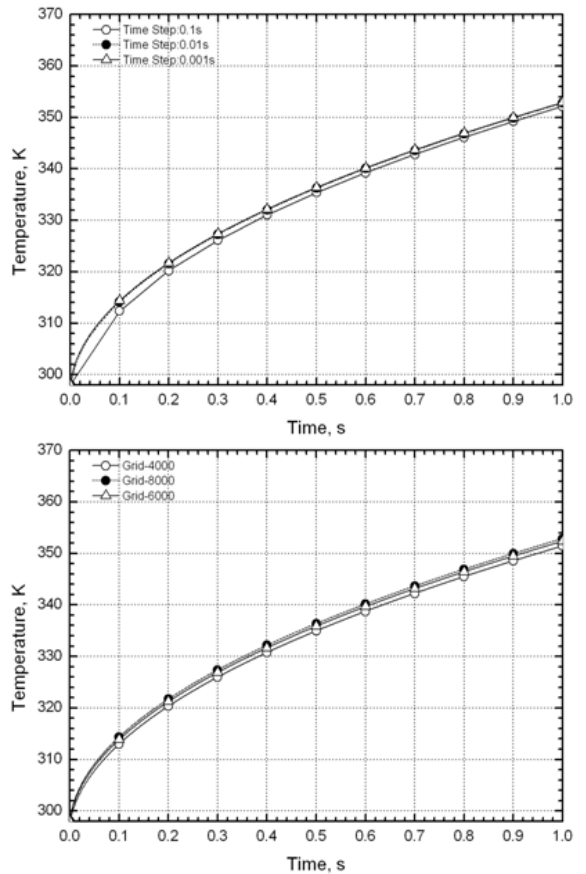 370
Time Step:0.1s
Time Step:0.01s
Time Step:0.001s
360
350
340
330
320
310
300
Temperature, K
0.0 0.1 0.2 0.3 0.4 0.5 0.6 0.7 0.8 0.9 1.0
Time, s
370
Grid-4000
Grid-8000
Grid-6000
360
350
340
330
320
310
300
Temperature, K
0.0 0.1 0.2 0.3 0.4 0.5 0.6 0.7 0.8 0.9 1.0
Time, s